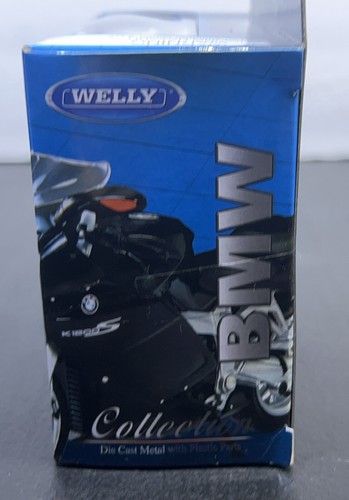 WELLY
BMW
K1200S
Collection
Die Cast Metal with Plastic Parts